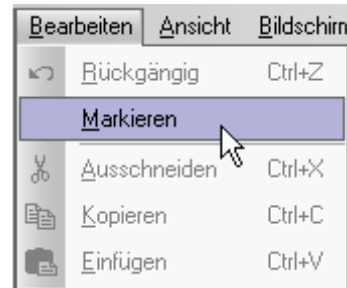 Bearbeiten Ansicht Bildschirm
Rückgängig Ctrl+Z
Markieren
Ausschneiden Ctrl+X
Kopieren Ctrl+C
Einfügen Ctrl+V